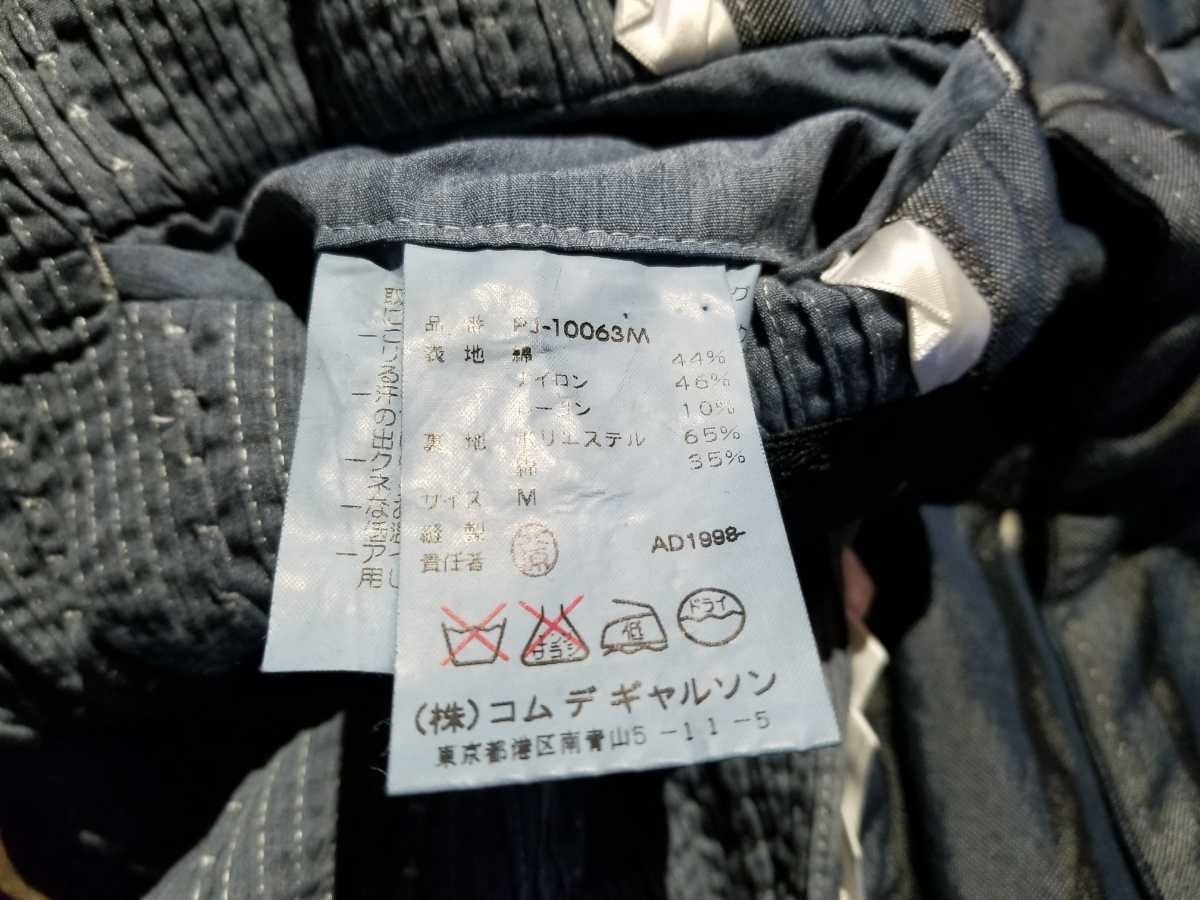 品番 PJ-10063M
表地 綿 44%
ナイロン 46%
レーヨン 10%
裏地 ポリエステル 65%
綿 35%
サイズ M
縫製
責任者
AD1998
ドライ
低
(株)コム デ ギャルソン
東京都港区南青山5-11-5